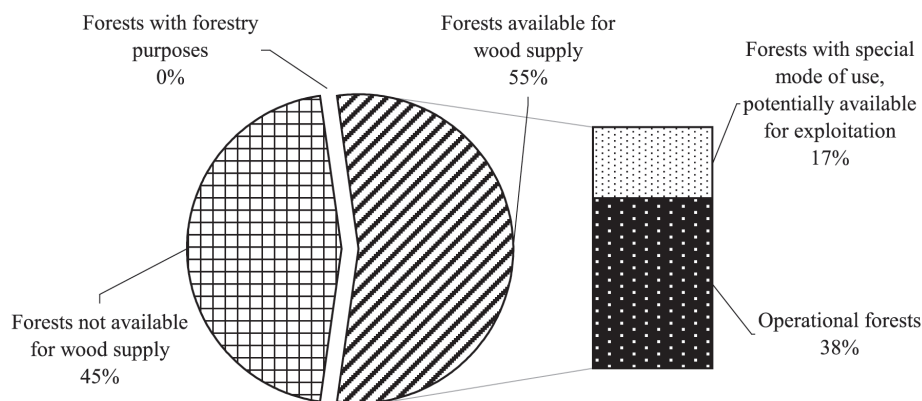 Forests with forestry
purposes
0%
Forests available for
wood supply
55%
Forests with special
mode of use,
potentially available
for exploitation
17%
Forests not available
for wood supply
45%
Operational forests
38%